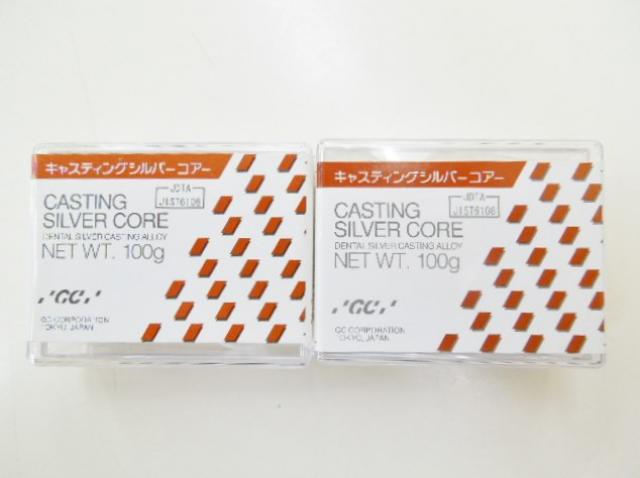 キャスティングシルバーコアー
CASTING
SILVER CORE
JDTA
JIST6106
DENTAL SILVER CASTING ALLOY
NET WT. 100g
GC
GC CORPORATION
TOKYO, JAPAN
キャスティングシルバーコアー
CASTING
SILVER CORE
JDTA
JIST6106
DENTAL SILVER CASTING ALLOY
NET WT. 100g
GC
GC CORPORATION
TOKYO, JAPAN